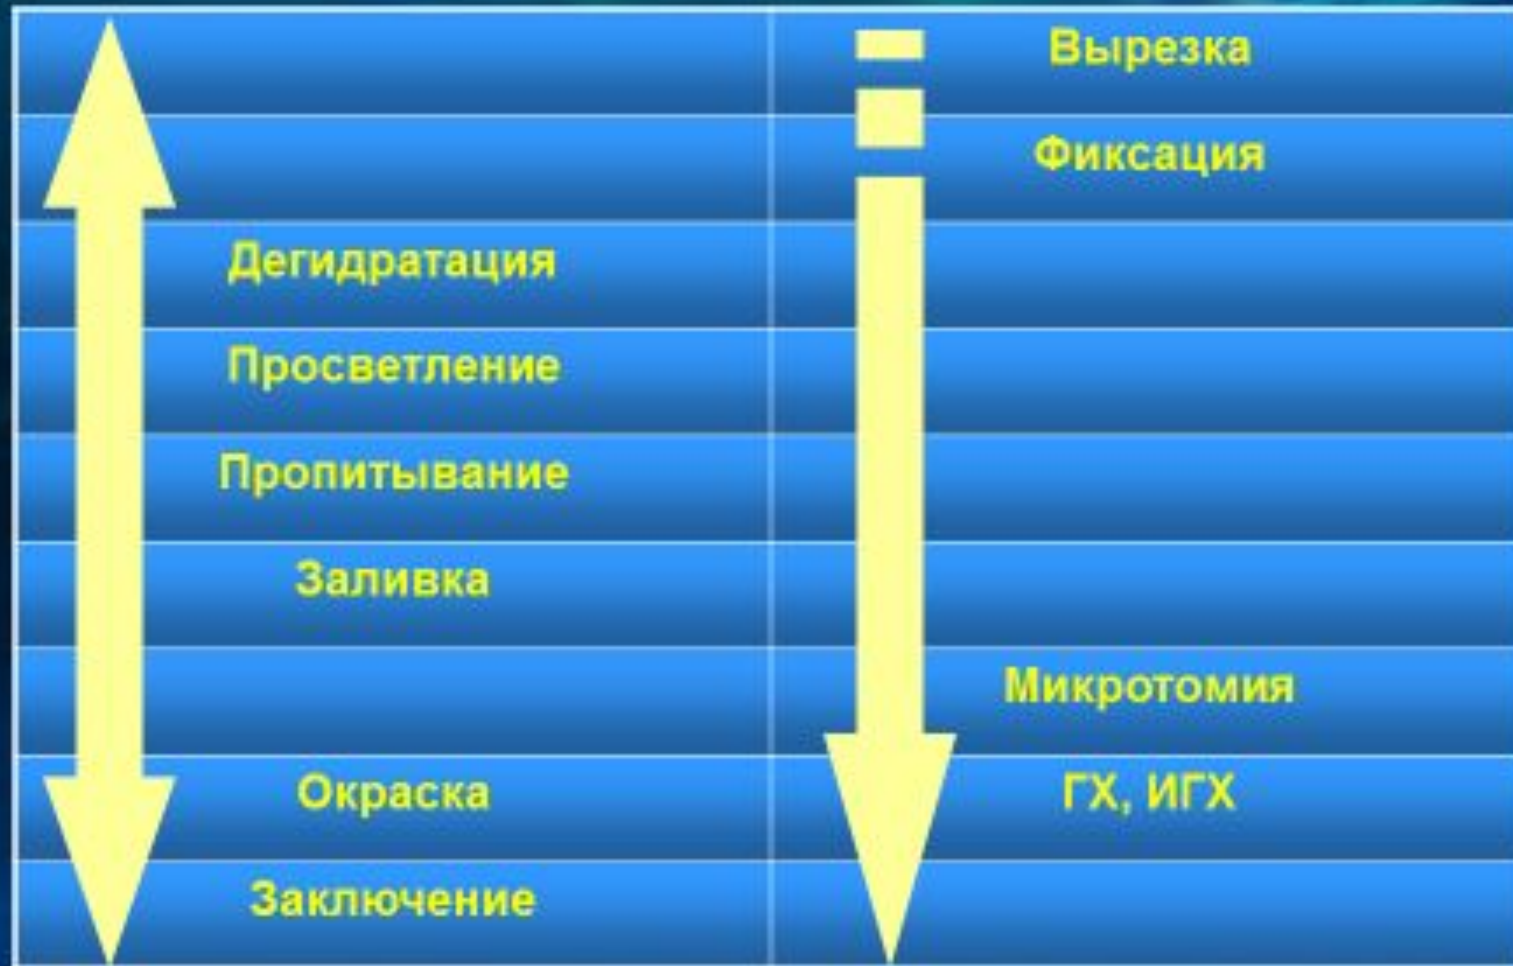 Вырезка
Фиксация
Дегидратация
Просветление
Пропитывание
Заливка
Микротомия
Окраска ГХ, ИГХ
Заключение